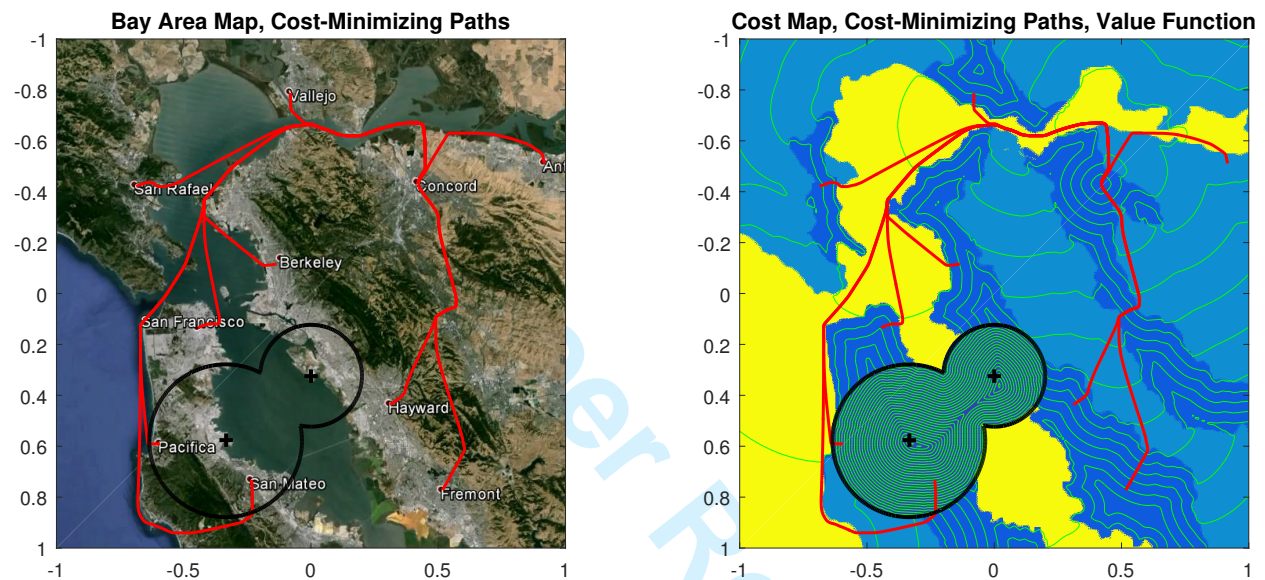 Bay Area Map, Cost-Minimizing Paths
-1
-0.8
-0.6
-0.4
-0.2
0
0.2
0.4
0.6
0.8
1
-1
-0.5
0
0.5
1
Vallejo
Ant
San Rafael
Concord
Berkeley
San Francisco
Hayward
Pacifica
San Mateo
Fremont
Cost Map, Cost-Minimizing Paths, Value Function
-1
-0.8
-0.6
-0.4
-0.2
0
0.2
0.4
0.6
0.8
1
-1
-0.5
0
0.5
1
er R